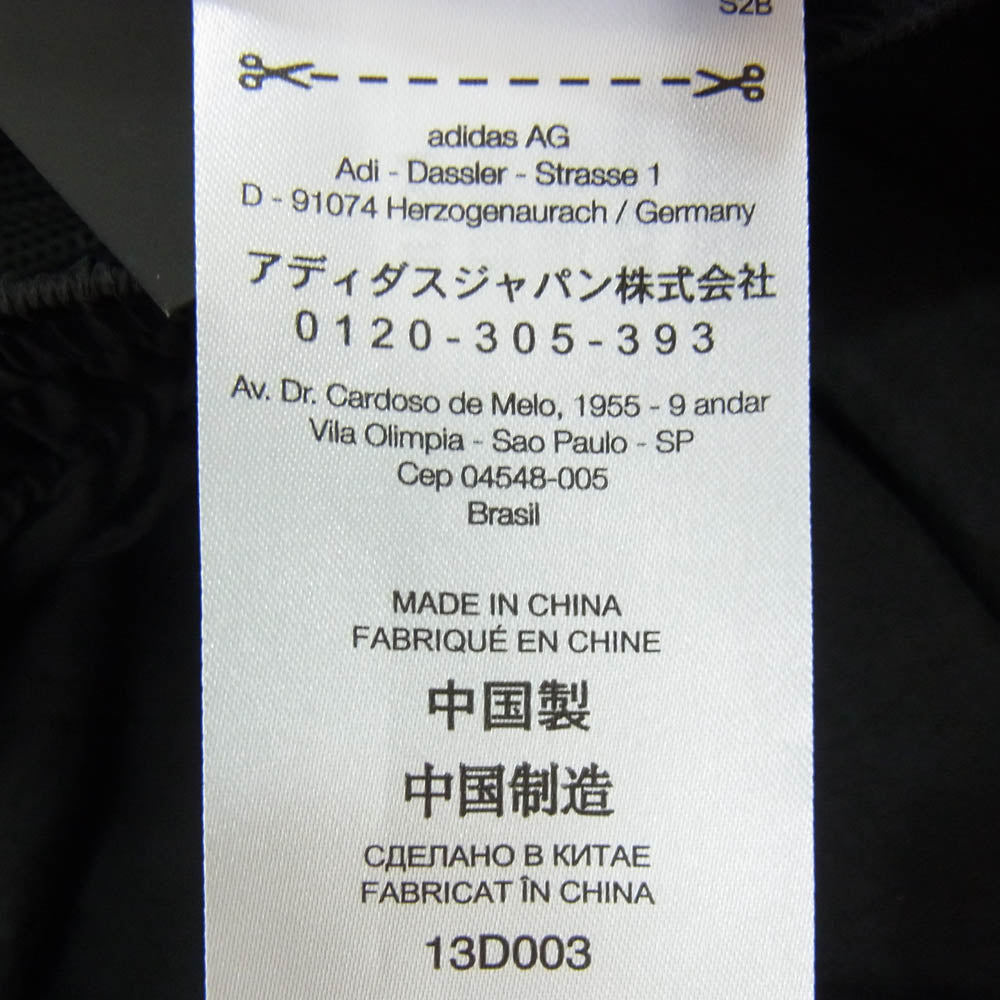 S2B
adidas AG
Adi - Dassler - Strasse 1
D - 91074 Herzogenaurach / Germany
アディダスジャパン株式会社
0120-305-393
Av. Dr. Cardoso de Melo, 1955 - 9 andar
Vila Olimpia - Sao Paulo - SP
Cep 04548-005
Brasil
MADE IN CHINA
FABRIQUÉ EN CHINE
中国製
中国制造
СДЕЛАНО В КИТАЕ
FABRICAT ÎN CHINA
13D003